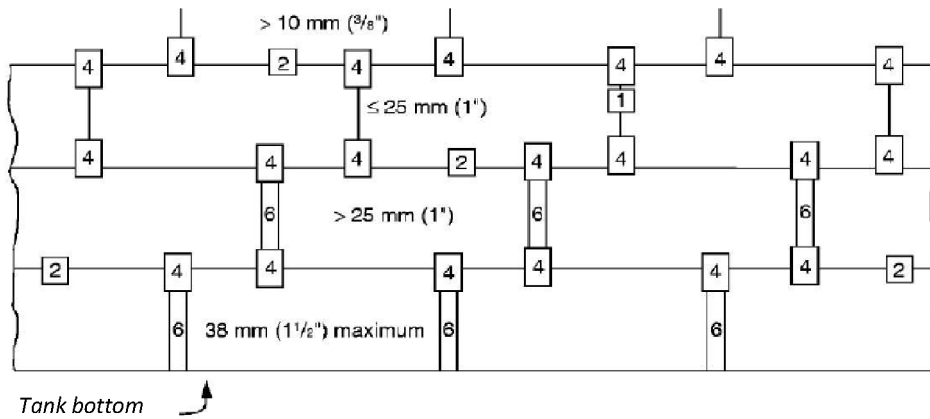 > 10 mm (³/₈")
4 4 2 4 4 4 4 4
≤ 25 mm (1") 1
4 4 4 2 4 4 4 4
6 > 25 mm (1") 6 6
2 4 4 4 4 4 4 2
6 38 mm (1¹/₂") maximum 6 6
Tank bottom